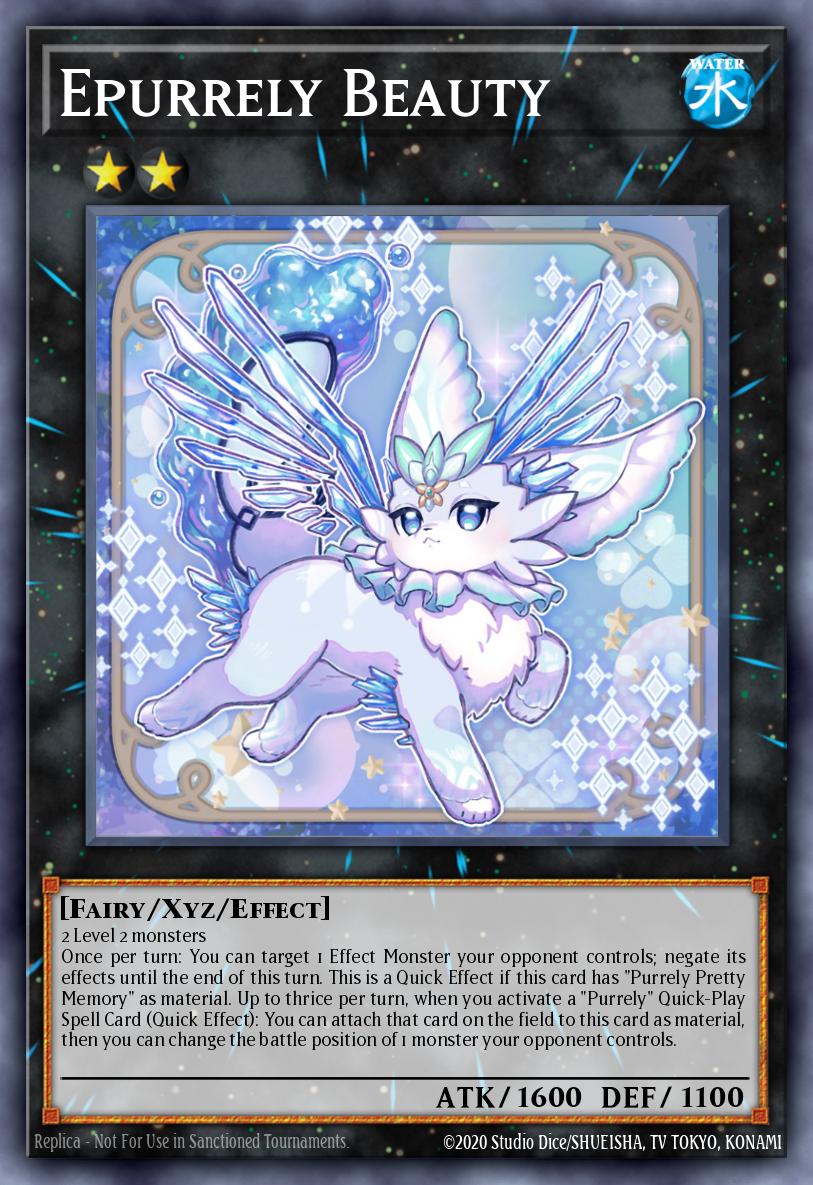 Epurrely Beauty
WATER
水
[Fairy/Xyz/Effect]
2 Level 2 monsters
Once per turn: You can target 1 Effect Monster your opponent controls; negate its
effects until the end of this turn. This is a Quick Effect if this card has "Purrely Pretty
Memory" as material. Up to thrice per turn, when you activate a "Purrely" Quick-Play
Spell Card (Quick Effect): You can attach that card on the field to this card as material,
then you can change the battle position of 1 monster your opponent controls.
ATK/1600 DEF/1100
Replica - Not For Use in Sanctioned Tournaments.
©2020 Studio Dice/SHUEISHA, TV TOKYO, KONAMI